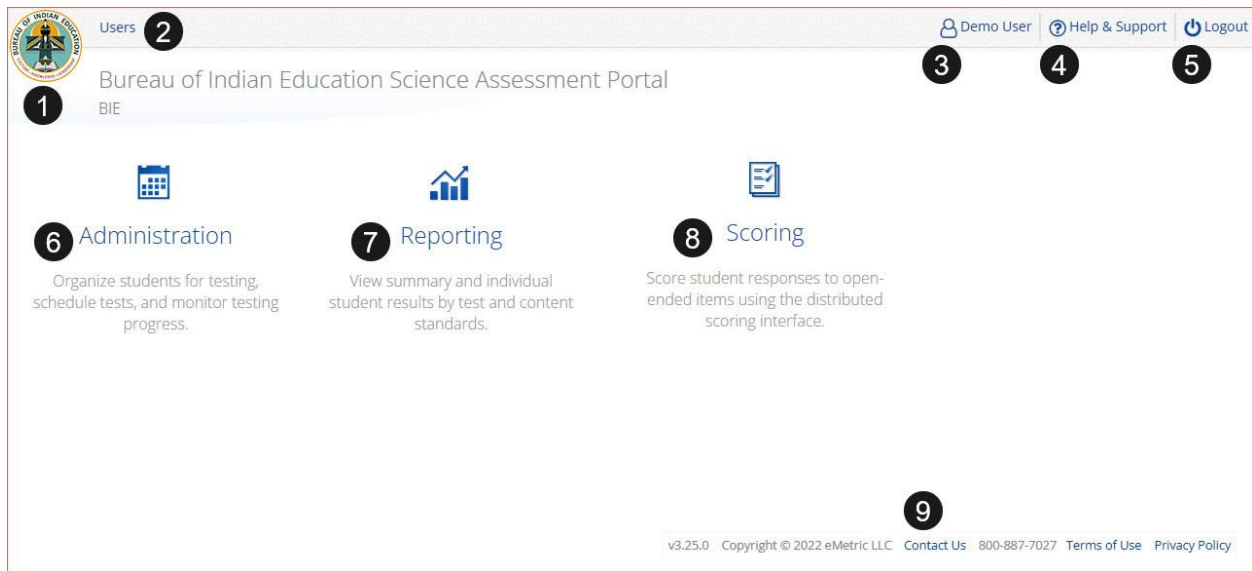 BUREAU OF INDIAN EDUCATION
Users 2
3 Demo User
4 Help & Support
5 Logout
1
Bureau of Indian Education Science Assessment Portal
BIE
6 Administration
Organize students for testing,
schedule tests, and monitor testing
progress.
7 Reporting
View summary and individual
student results by test and content
standards.
8 Scoring
Score student responses to open-
ended items using the distributed
scoring interface.
9
v3.25.0 Copyright © 2022 eMetric LLC Contact Us 800-887-7027 Terms of Use Privacy Policy